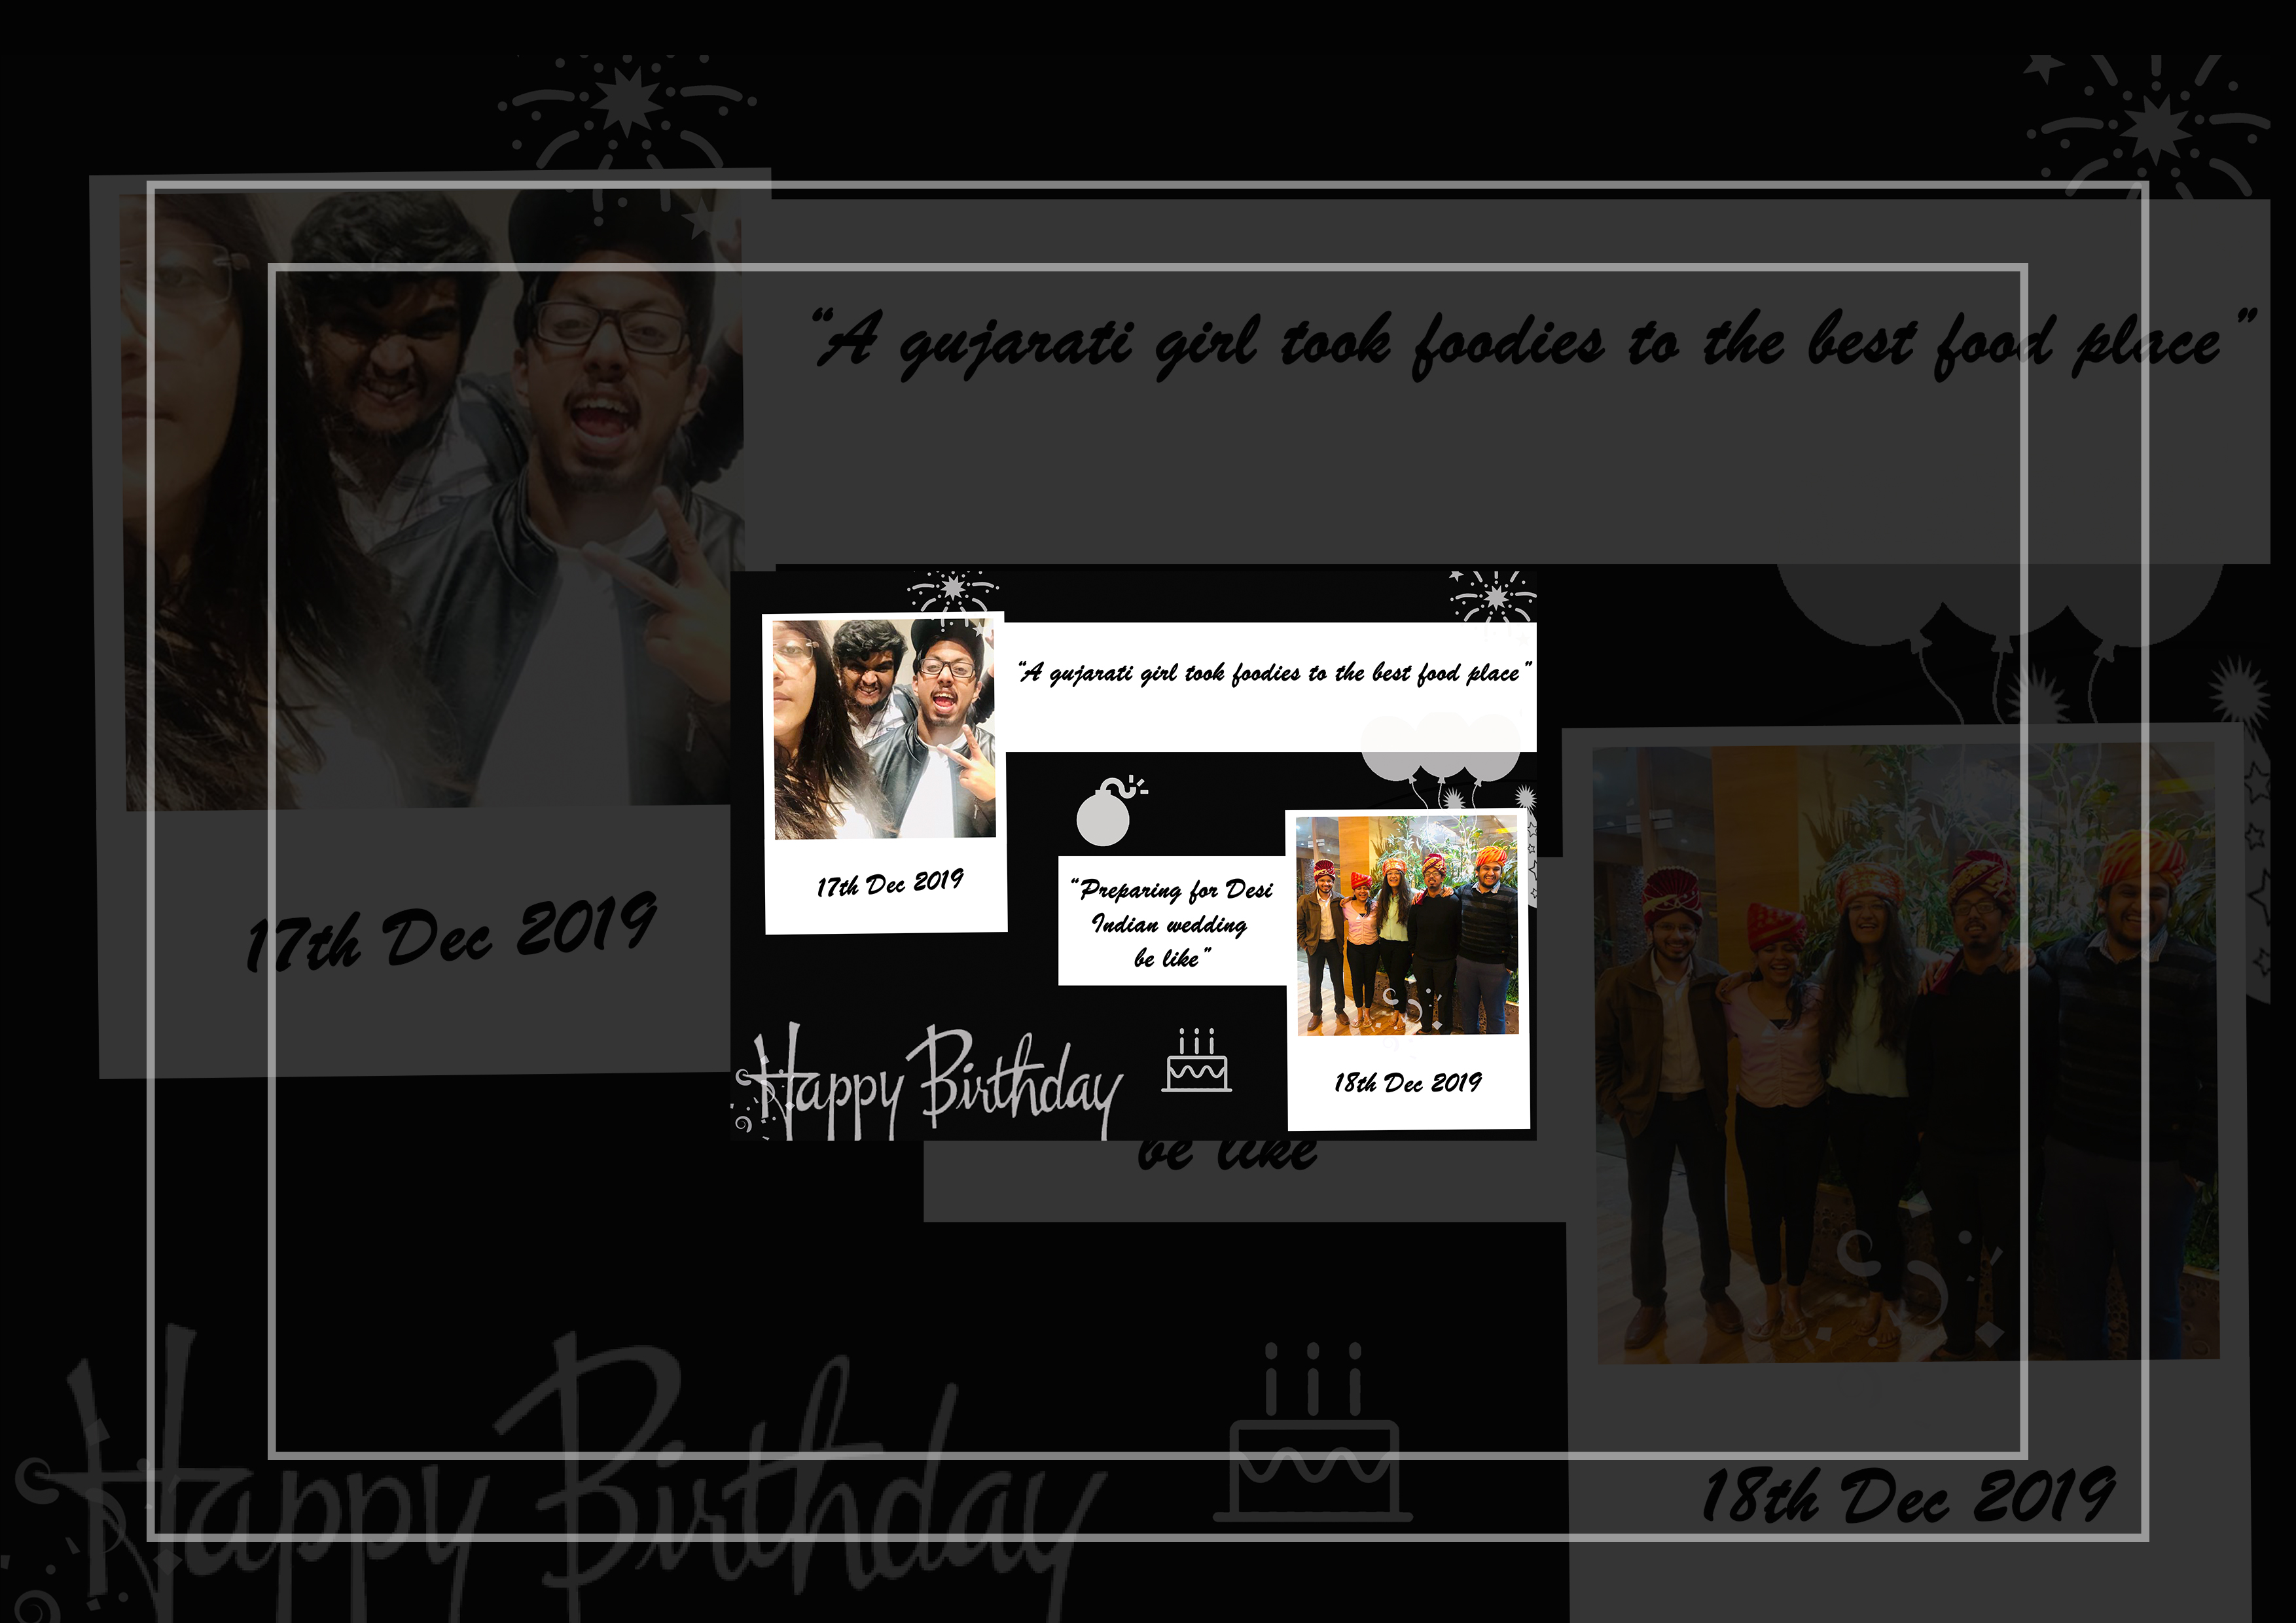 “A gujarati girl took foodies to the best food place”
17th Dec 2019
“A gujarati girl took foodies to the best food place”
17th Dec 2019
“Preparing for Desi
Indian wedding
be like”
18th Dec 2019
Happy Birthday
be like
18th Dec 2019
Happy Birthday